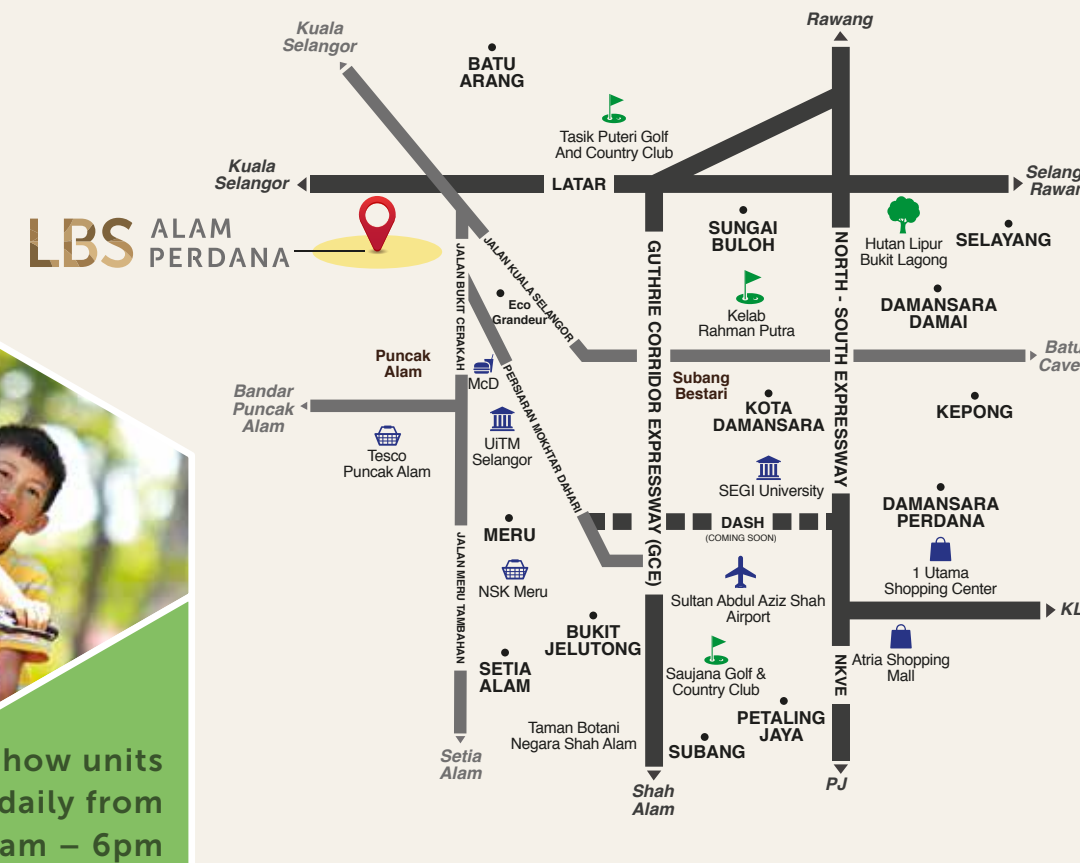 Rawang
Kuala
Selangor
BATU
ARANG
Tasik Puteri Golf
And Country Club
Kuala
Selangor
LATAR
Selang
Rawan
LBS ALAM
PERDANA
SUNGAI
BULOH
Hutan Lipur
Bukit Lagong
SELAYANG
JALAN BUKIT CERAKAH
JALAN KUALA SELANGOR
GUTHRIE CORRIDOR EXPRESSWAY (GCE)
NORTH - SOUTH EXPRESSWAY
Eco
Grandeur
Kelab
Rahman Putra
DAMANSARA
DAMAI
Puncak
Alam
McD
PERSIARAN MOKHTAR DAHARI
Subang
Bestari
Batu
Cave
Bandar
Puncak
Alam
KOTA
DAMANSARA
KEPONG
Tesco
Puncak Alam
UiTM
Selangor
SEGI University
MERU
DASH
(COMING SOON)
DAMANSARA
PERDANA
JALAN MERU TAMBAHAN
NSK Meru
Sultan Abdul Aziz Shah
Airport
1 Utama
Shopping Center
KL
BUKIT
JELUTONG
SETIA
ALAM
Saujana Golf &
Country Club
NKVE
Atria Shopping
Mall
Taman Botani
Negara Shah Alam
PETALING
JAYA
SUBANG
Setia
Alam
Shah
Alam
PJ
how units
daily from
am – 6pm